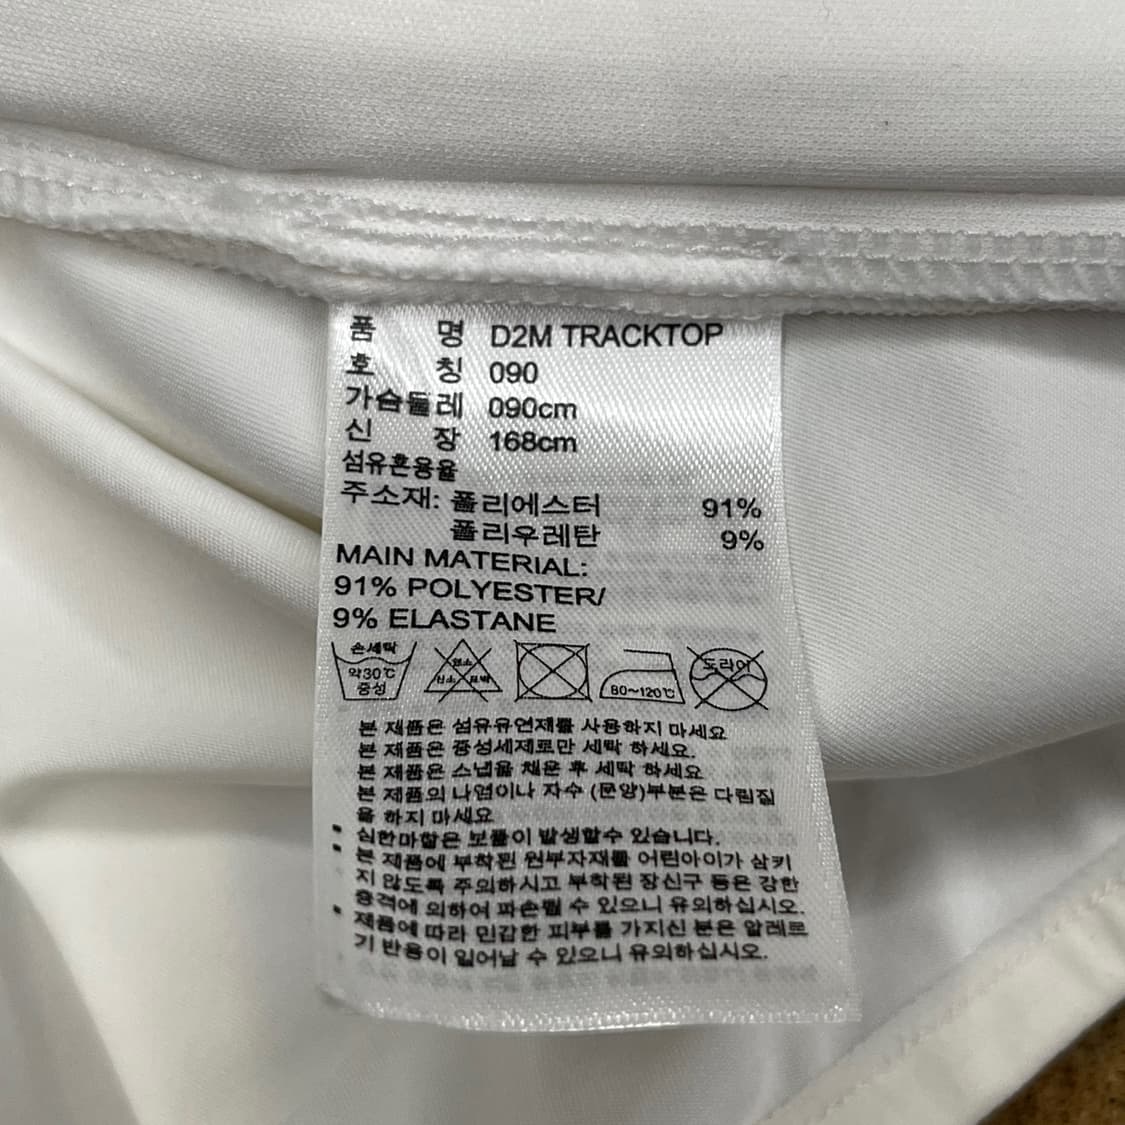 품 명 D2M TRACKTOP
호 칭 090
가슴둘레 090cm
신 장 168cm
섬유혼용율
주소재: 폴리에스터 91%
폴리우레탄 9%
MAIN MATERIAL:
91% POLYESTER/
9% ELASTANE
손세탁 염소 드라이
약30℃ 산소 표백 80~120℃
중성
본 제품은 섬유유연제를 사용하지 마세요
본 제품은 중성세제로만 세탁 하세요.
본 제품은 스냅을 채운 후 세탁 하세요
본 제품의 나염이나 자수 (문양)부분은 다림질
을 하지 마세요
• 심한마찰은 보풀이 발생할수 있습니다.
• 본 제품에 부착된 원부자재를 어린아이가 삼키
지 않도록 주의하시고 부착된 장신구 등은 강한
충격에 의하여 파손될 수 있으니 유의하십시오.
• 제품에 따라 민감한 피부를 가지신 분은 알레르
기 반응이 일어날 수 있으니 유의하십시오.